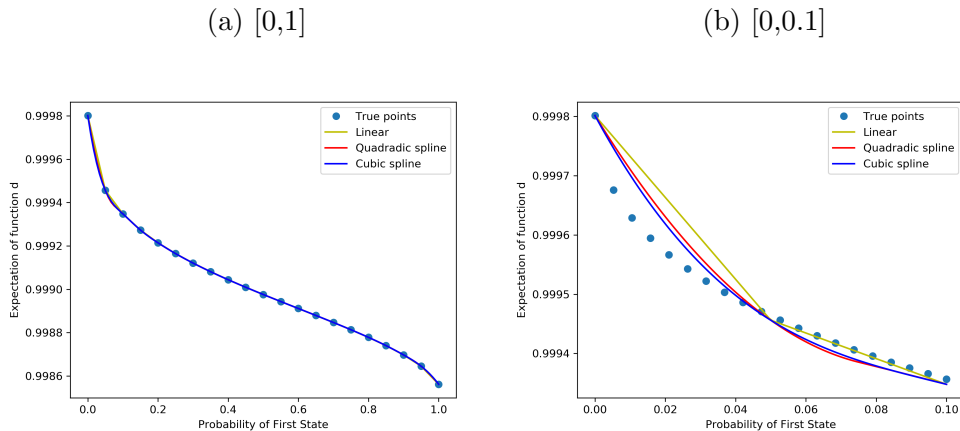 (a) [0,1]
(b) [0,0.1]
0.9998
0.9996
0.9994
0.9992
0.9990
0.9988
0.9986
Expectation of function d
0.0
0.2
0.4
0.6
0.8
1.0
Probability of First State
True points
Linear
Quadradic spline
Cubic spline
0.9998
0.9997
0.9996
0.9995
0.9994
Expectation of function d
0.00
0.02
0.04
0.06
0.08
0.10
Probability of First State
True points
Linear
Quadradic spline
Cubic spline